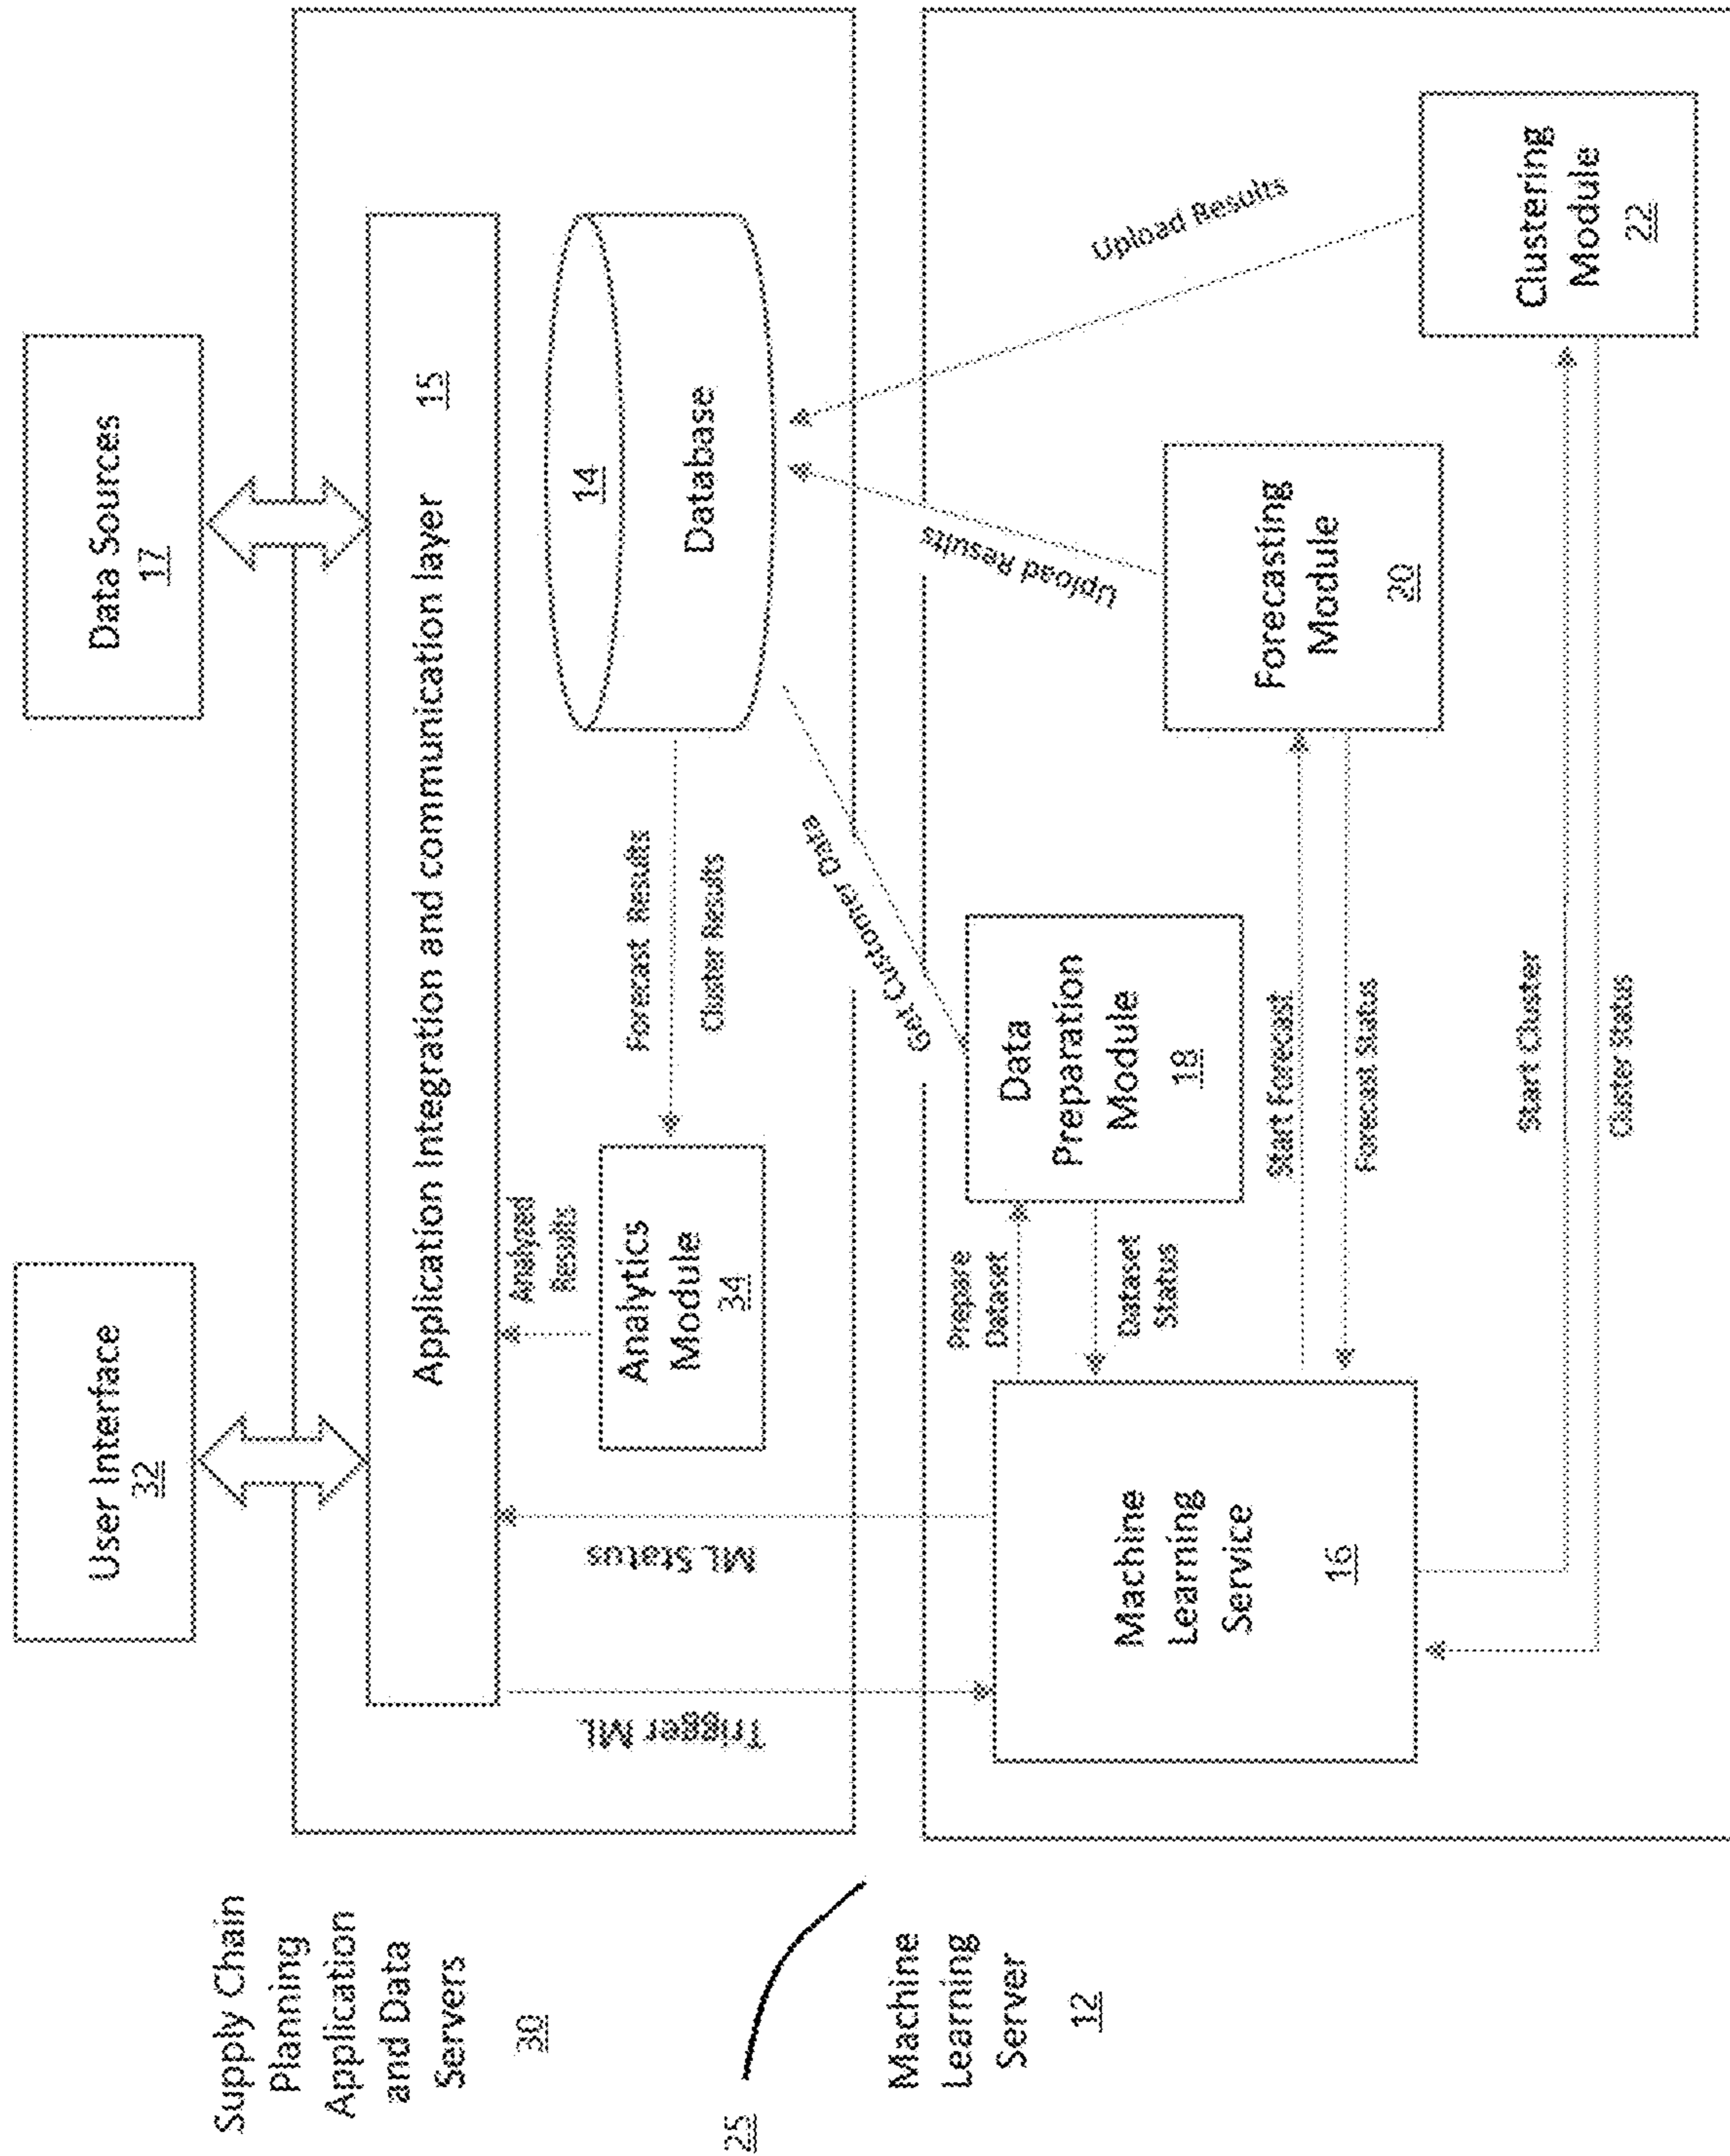 Supply Chain
Planning
Application
and Data
Servers
30
25
Machine
Learning
Server
12
User Interface
32
Data Sources
17
Application Integration and communication layer
15
Trigger ML
ML Status
Analyzed
Results
Analytics
Module
34
Forecast Results
Cluster Results
14
Database
Get Customer Data
Upload Results
Upload Results
Machine
Learning
Service
16
Prepare
Dataset
Dataset
Status
Data
Preparation
Module
18
Start Forecast
Forecast Status
Forecasting
Module
20
Start Cluster
Cluster Status
Clustering
Module
22